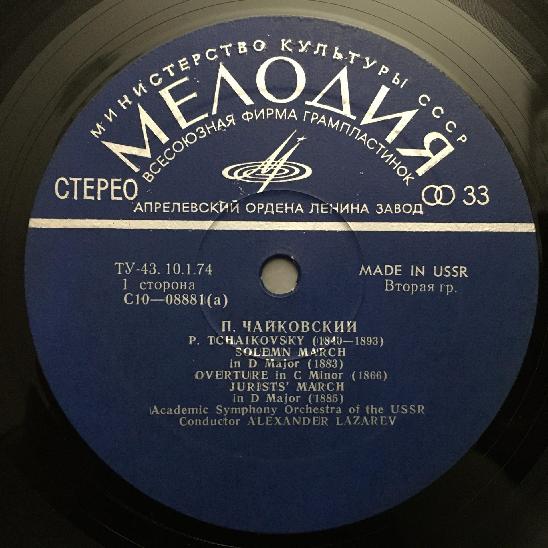 МИНИСТЕРСТВО КУЛЬТУРЫ СССР
МЕЛОДИЯ
ВСЕСОЮЗНАЯ ФИРМА ГРАМПЛАСТИНОК
СТЕРЕО
33
АПРЕЛЕВСКИЙ ОРДЕНА ЛЕНИНА ЗАВОД
ТУ-43. 10.1.74
MADE IN USSR
1 сторона
Вторая гр.
С10—08881(а)
П. ЧАЙКОВСКИЙ
P. TCHAIKOVSKY (1840—1893)
SOLEMN MARCH
in D Major (1883)
OVERTURE in C Minor (1866)
JURISTS' MARCH
in D Major (1885)
Academic Symphony Orchestra of the USSR
Conductor ALEXANDER LAZAREV